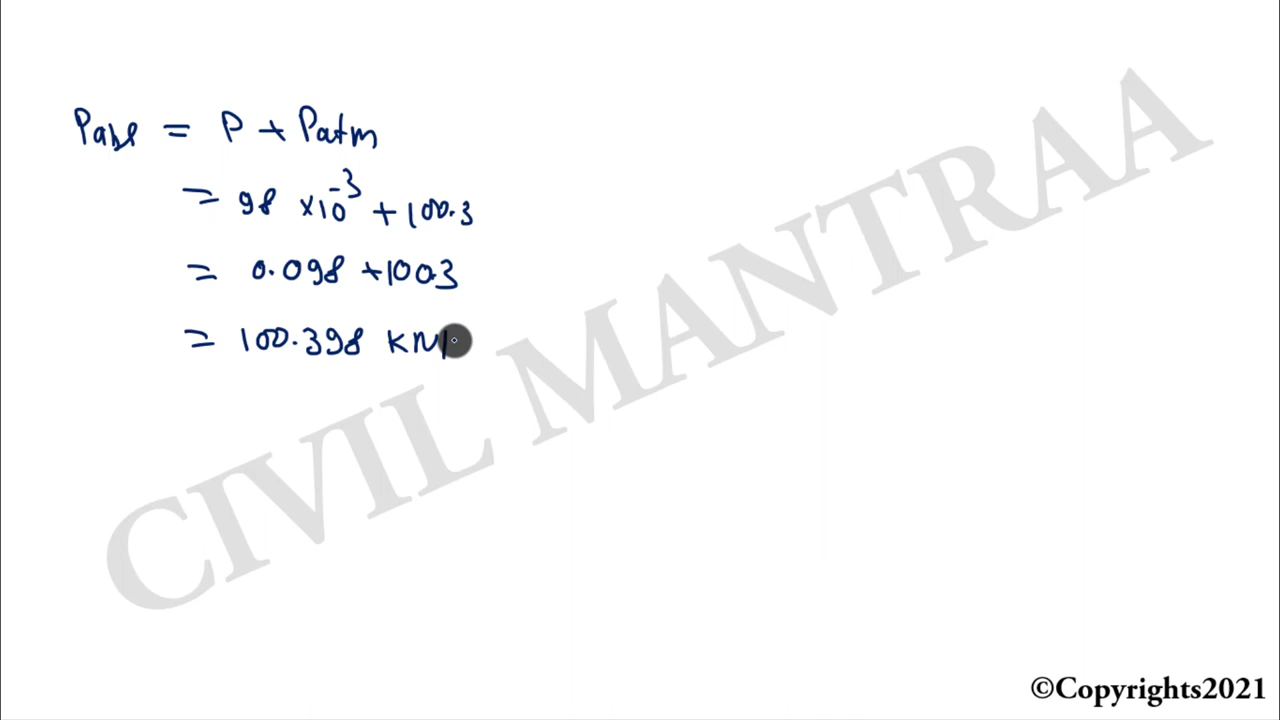 Pabs = P + Patm
= 98 ×10⁻³ + 100.3
= 0.098 + 100.3
= 100.398 KN/
CIVIL MANTRAA
©Copyrights2021